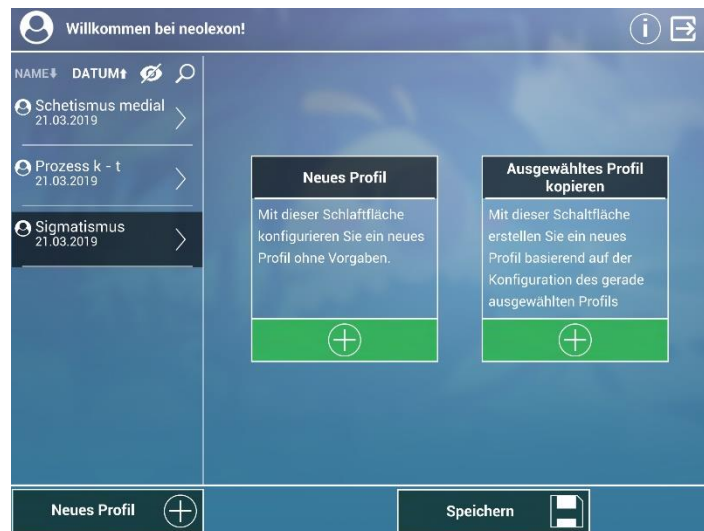 Willkommen bei neolexon!
NAME⬇ DATUM⬆
Schetismus medial
21.03.2019
Prozess k - t
21.03.2019
Sigmatismus
21.03.2019
Neues Profil
Mit dieser Schlaftfläche
konfigurieren Sie ein neues
Profil ohne Vorgaben.
Ausgewähltes Profil
kopieren
Mit dieser Schaltfläche
erstellen Sie ein neues
Profil basierend auf der
Konfiguration des gerade
ausgewählten Profils
Neues Profil
Speichern